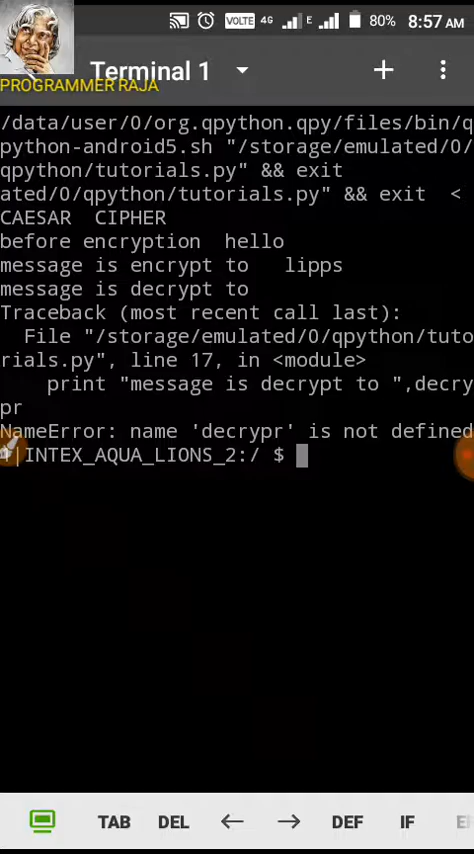 VOLTE 4G E 80% 8:57 AM
Terminal 1
PROGRAMMER RAJA
/data/user/0/org.qpython.qpy/files/bin/q
python-android5.sh "/storage/emulated/0/
qpython/tutorials.py" && exit
ated/0/qpython/tutorials.py" && exit  <
CAESAR  CIPHER
before encryption  hello
message is encrypt to   lipps
message is decrypt to
Traceback (most recent call last):
  File "/storage/emulated/0/qpython/tuto
rials.py", line 17, in <module>
    print "message is decrypt to ",decry
pr
NameError: name 'decrypr' is not defined
|INTEX_AQUA_LIONS_2:/ $
TAB DEL ← → DEF IF